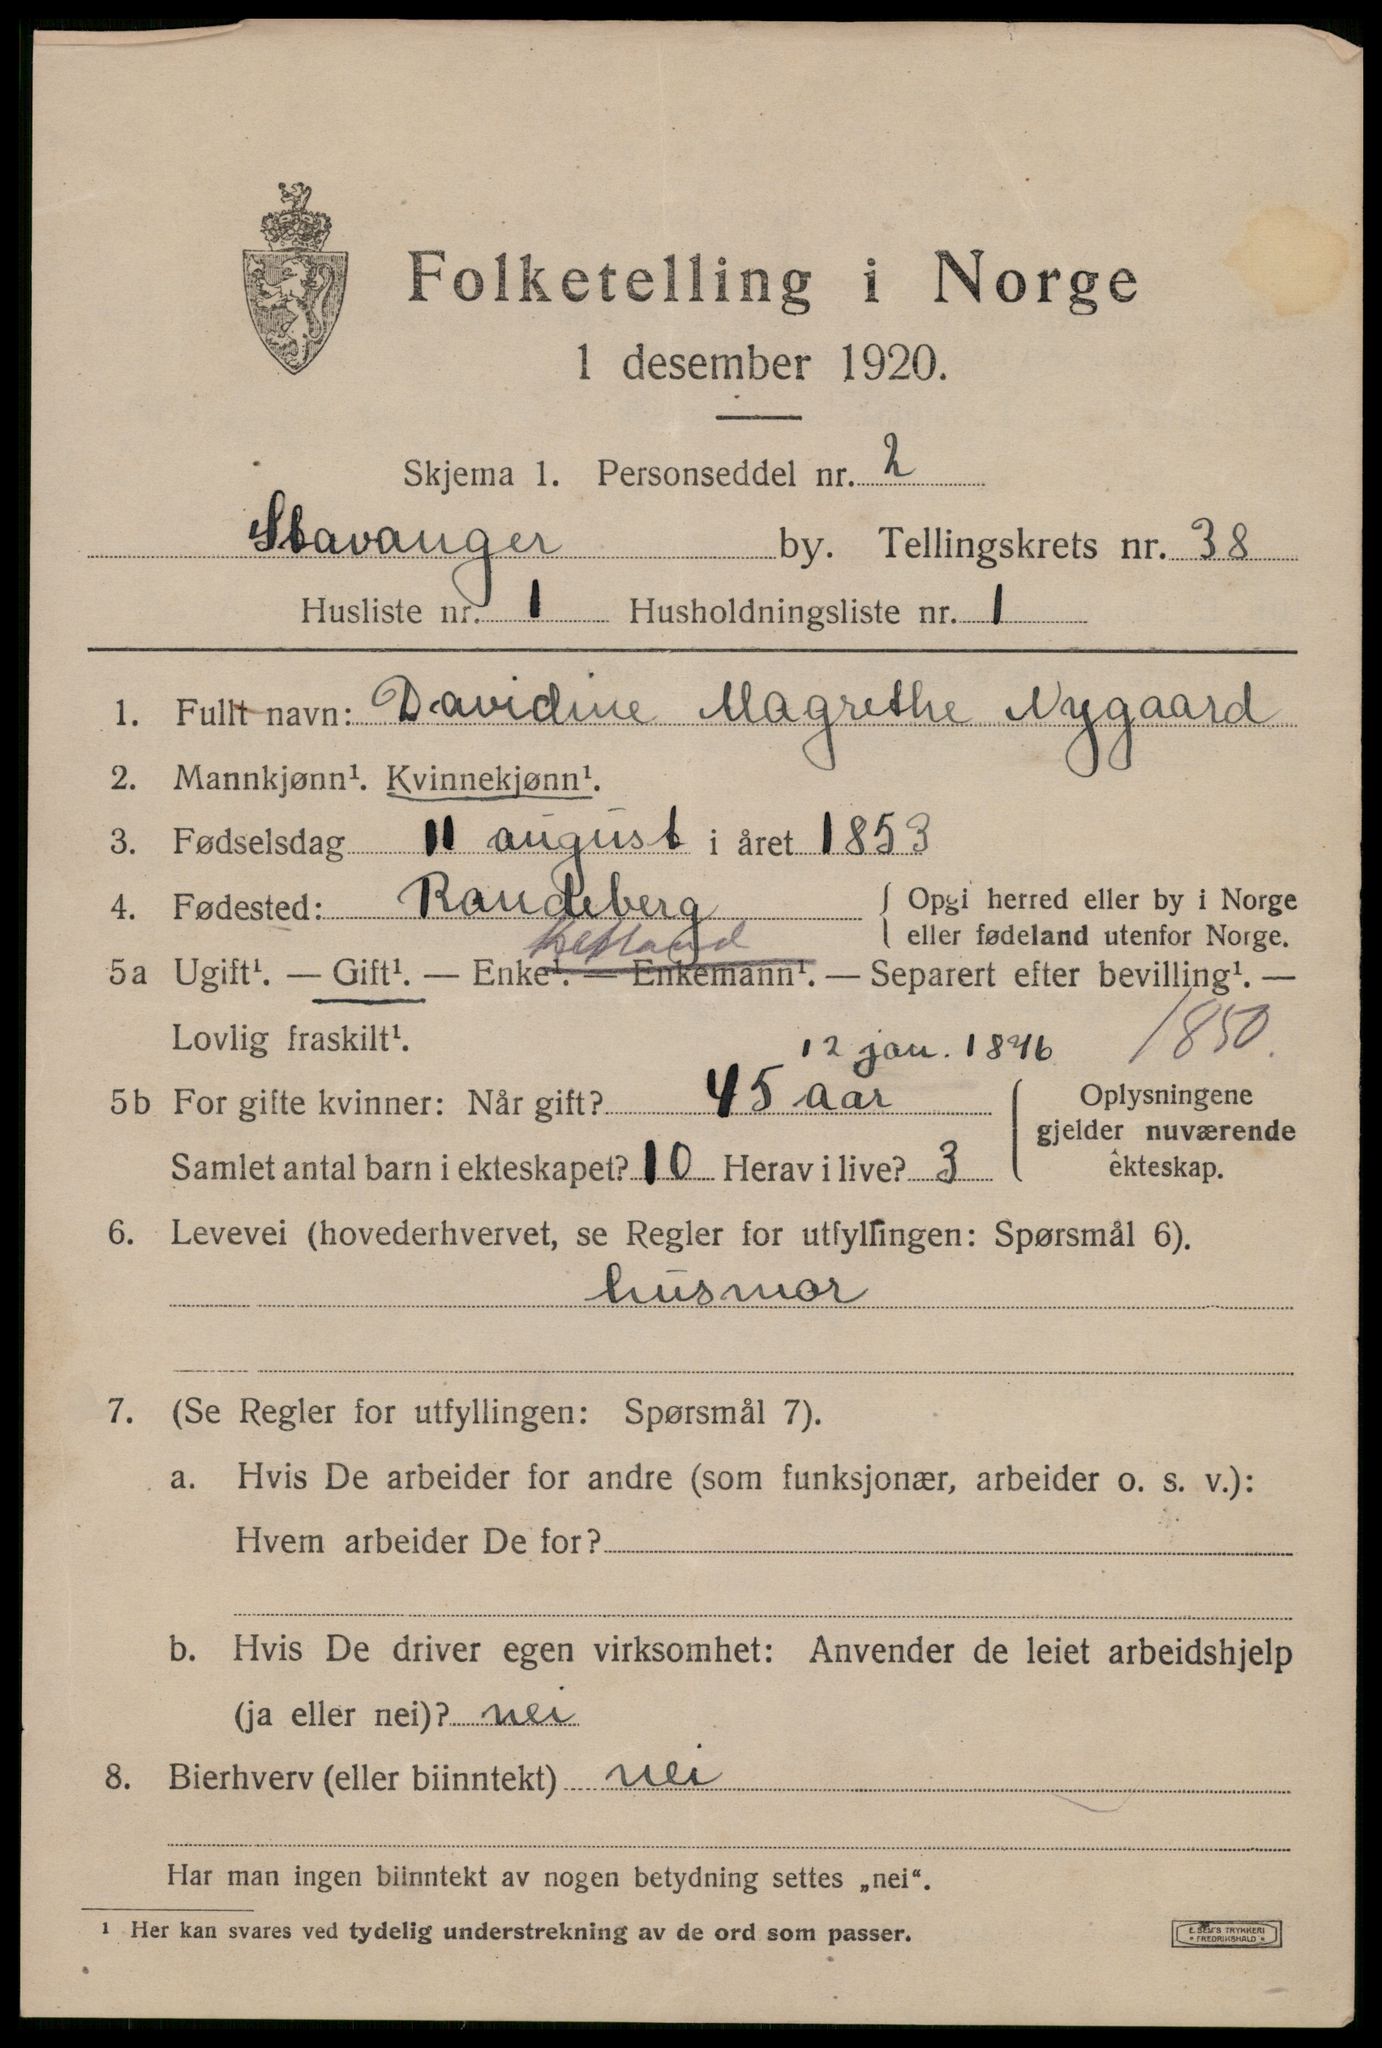 Folketelling i Norge
1 desember 1920.
Skjema 1. Personseddel nr. 2
Stavanger by. Tellingskrets nr. 38
Husliste nr. 1 Husholdningsliste nr. 1
1. Fullt navn: Davidine Magrethe Nygaard
2. Mannkjønn¹. Kvinnekjønn¹.
3. Fødselsdag 11 august i året 1853
4. Fødested: Randeberg { Opgi herred eller by i Norge
eller fødeland utenfor Norge.
5a Ugift¹. — Gift¹. — Enke¹. — Enkemann¹. — Separert efter bevilling¹. —
Lovlig fraskilt¹.
12 jan. 1846 1850.
5b For gifte kvinner: Når gift? 45 aar
Samlet antal barn i ekteskapet? 10 Herav i live? 3
Oplysningene
gjelder nuværende
ekteskap.
6. Levevei (hovederhvervet, se Regler for utfyllingen: Spørsmål 6).
husmor
7. (Se Regler for utfyllingen: Spørsmål 7).
a. Hvis De arbeider for andre (som funksjonær, arbeider o. s. v.):
Hvem arbeider De for?
b. Hvis De driver egen virksomhet: Anvender de leiet arbeidshjelp
(ja eller nei)? nei
8. Bierhverv (eller biinntekt) nei
Har man ingen biinntekt av nogen betydning settes „nei“.
¹ Her kan svares ved tydelig understrekning av de ord som passer.
E. SEM'S TRYKKERI
FREDRIKSHALD